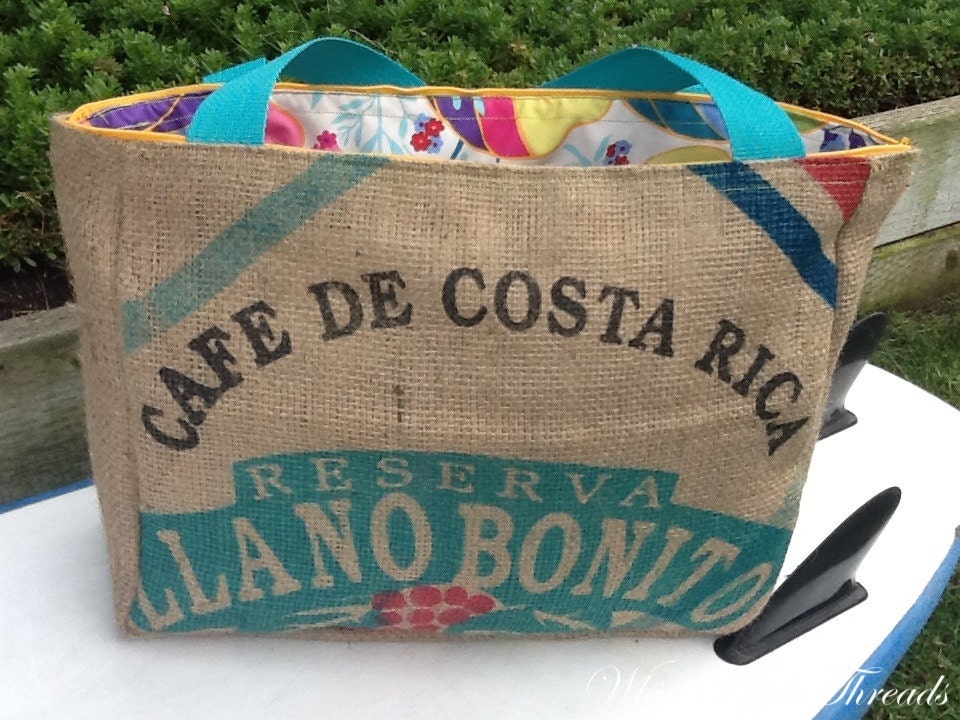 CAFE DE COSTA RICA
RESERVA
LLANO BONITO
Threads